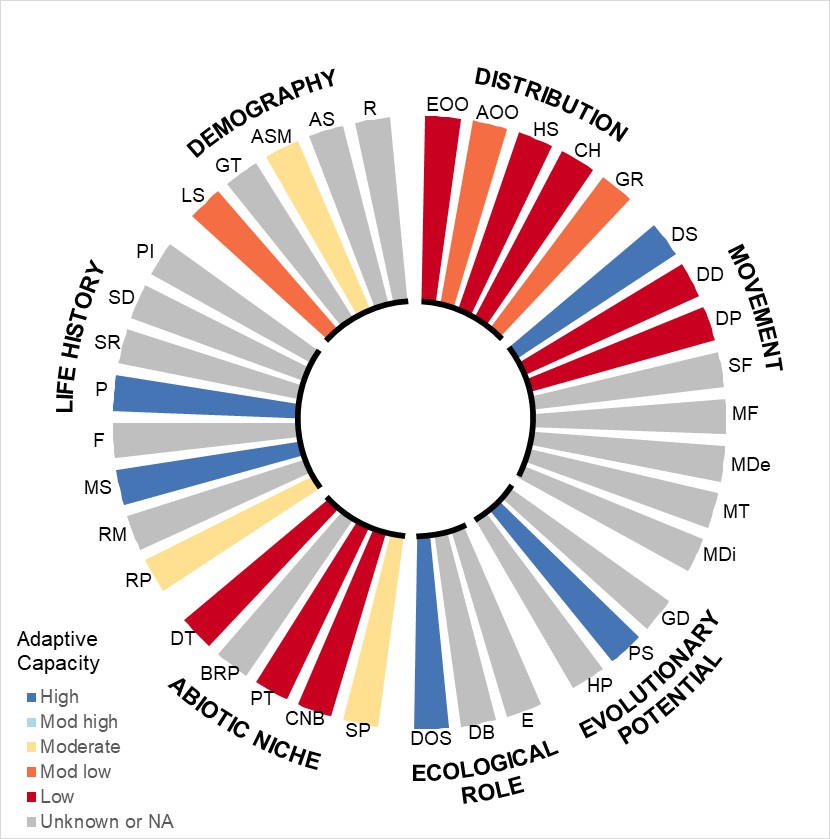 DEMOGRAPHY
LS
GT
ASM
AS
R
DISTRIBUTION
EOO
AOO
HS
CH
GR
MOVEMENT
DS
DD
DP
SF
MF
MDe
MT
MDi
EVOLUTIONARY
POTENTIAL
GD
PS
HP
ECOLOGICAL
ROLE
E
DB
DOS
ABIOTIC NICHE
SP
CNB
PT
BRP
DT
LIFE HISTORY
RP
RM
MS
F
P
SR
SD
PI
Adaptive
Capacity
High
Mod high
Moderate
Mod low
Low
Unknown or NA